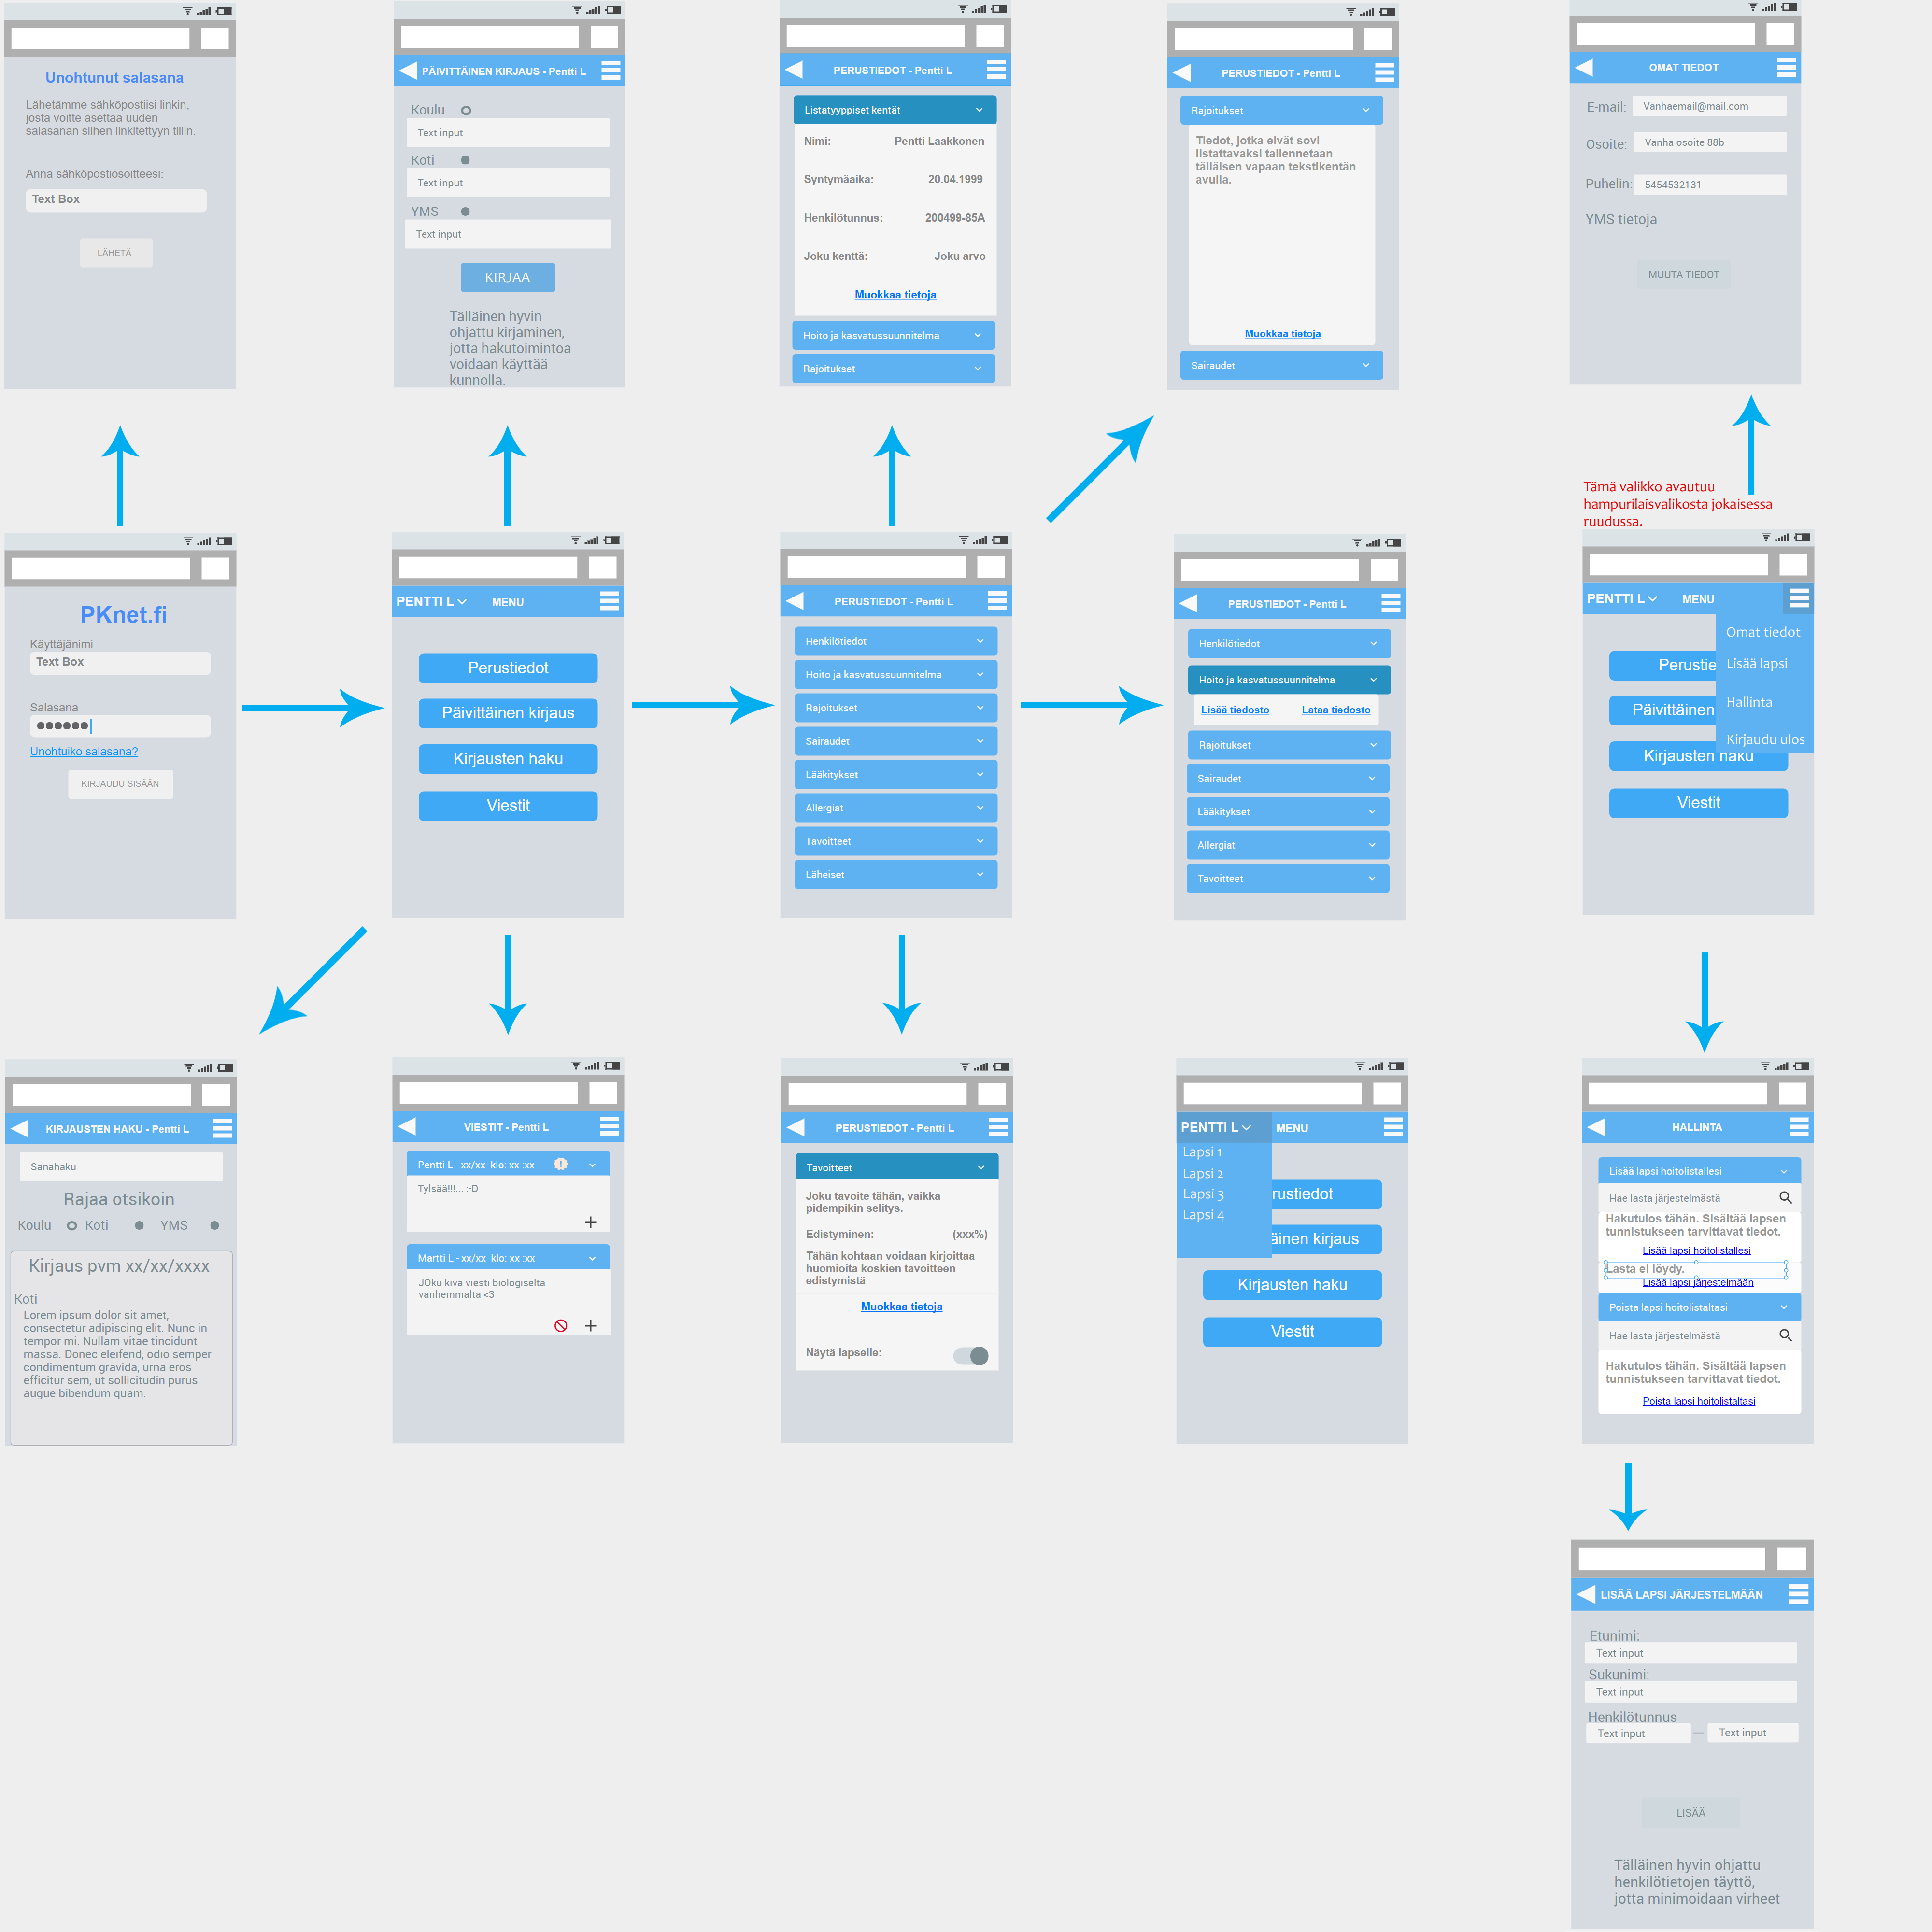 Unohtunut salasana
Lähetämme sähköpostiisi linkin,
josta voitte asettaa uuden
salasanan siihen linkitettyyn tiliin.
Anna sähköpostiosoitteesi:
Text Box
LÄHETÄ
PÄIVITTÄINEN KIRJAUS - Pentti L
Koulu
Text input
Koti
Text input
YMS
Text input
KIRJAA
Tälläinen hyvin
ohjattu kirjaminen,
jotta hakutoimintoa
voidaan käyttää
kunnolla.
PERUSTIEDOT - Pentti L
Listatyyppiset kentät
Nimi: Pentti Laakkonen
Syntymäaika: 20.04.1999
Henkilötunnus: 200499-85A
Joku kenttä: Joku arvo
Muokkaa tietoja
Hoito ja kasvatussuunnitelma
Rajoitukset
PERUSTIEDOT - Pentti L
Rajoitukset
Tiedot, jotka eivät sovi
listattavaksi tallennetaan
tälläisen vapaan tekstikentän
avulla.
Muokkaa tietoja
Sairaudet
OMAT TIEDOT
E-mail: Vanhaemail@mail.com
Osoite: Vanha osoite 88b
Puhelin: 5454532131
YMS tietoja
MUUTA TIEDOT
PKnet.fi
Käyttäjänimi
Text Box
Salasana
Unohtuiko salasana?
KIRJAUDU SISÄÄN
PENTTI L MENU
Perustiedot
Päivittäinen kirjaus
Kirjausten haku
Viestit
PERUSTIEDOT - Pentti L
Henkilötiedot
Hoito ja kasvatussuunnitelma
Rajoitukset
Sairaudet
Lääkitykset
Allergiat
Tavoitteet
Läheiset
PERUSTIEDOT - Pentti L
Henkilötiedot
Hoito ja kasvatussuunnitelma
Lisää tiedosto Lataa tiedosto
Rajoitukset
Sairaudet
Lääkitykset
Allergiat
Tavoitteet
Tämä valikko avautuu
hampurilaisvalikosta jokaisessa
ruudussa.
PENTTI L MENU
Omat tiedot
Lisää lapsi
Hallinta
Kirjaudu ulos
Perustie
Päivittäinen
Kirjausten haku
Viestit
KIRJAUSTEN HAKU - Pentti L
Sanahaku
Rajaa otsikoin
Koulu Koti YMS
Kirjaus pvm xx/xx/xxxx
Koti
Lorem ipsum dolor sit amet,
consectetur adipiscing elit. Nunc in
tempor mi. Nullam vitae tincidunt
massa. Donec eleifend, odio semper
condimentum gravida, urna eros
efficitur sem, ut sollicitudin purus
augue bibendum quam.
VIESTIT - Pentti L
Pentti L - xx/xx klo: xx :xx
Tylsää!!!... :-D
Martti L - xx/xx klo: xx :xx
JOku kiva viesti biologiselta
vanhemmalta <3
PERUSTIEDOT - Pentti L
Tavoitteet
Joku tavoite tähän, vaikka
pidempikin selitys.
Edistyminen: (xxx%)
Tähän kohtaan voidaan kirjoittaa
huomioita koskien tavoitteen
edistymistä
Muokkaa tietoja
Näytä lapselle:
PENTTI L MENU
Lapsi 1
Lapsi 2
Lapsi 3
Lapsi 4
rustiedot
äinen kirjaus
Kirjausten haku
Viestit
HALLINTA
Lisää lapsi hoitolistallesi
Hae lasta järjestelmästä
Hakutulos tähän. Sisältää lapsen
tunnistukseen tarvittavat tiedot.
Lisää lapsi hoitolistallesi
Lasta ei löydy.
Lisää lapsi järjestelmään
Poista lapsi hoitolistaltasi
Hae lasta järjestelmästä
Hakutulos tähän. Sisältää lapsen
tunnistukseen tarvittavat tiedot.
Poista lapsi hoitolistaltasi
LISÄÄ LAPSI JÄRJESTELMÄÄN
Etunimi:
Text input
Sukunimi:
Text input
Henkilötunnus
Text input — Text input
LISÄÄ
Tälläinen hyvin ohjattu
henkilötietojen täyttö,
jotta minimoidaan virheet